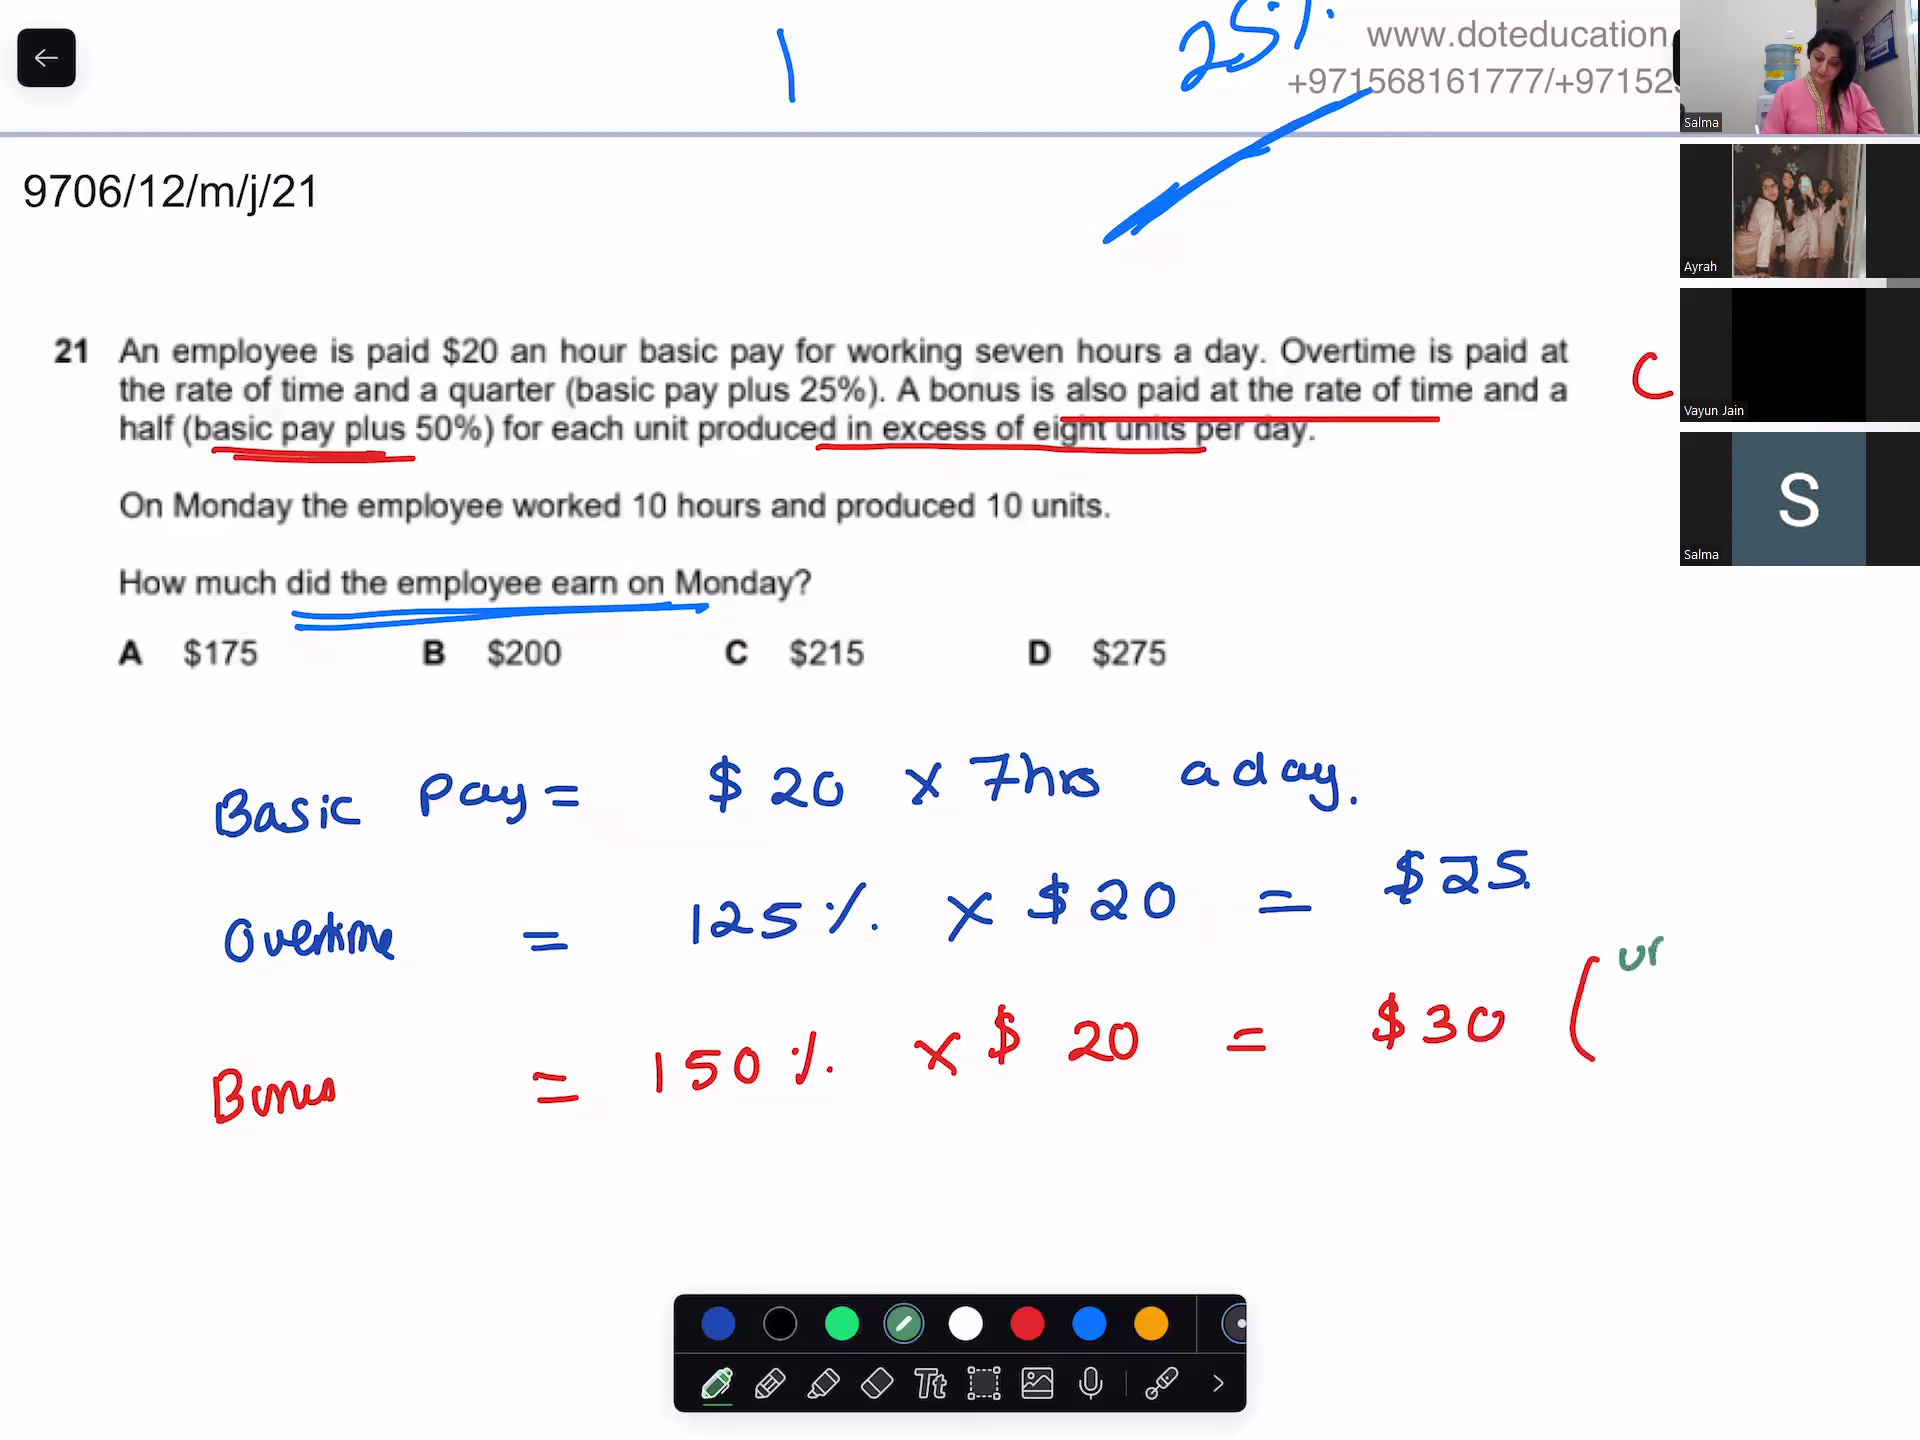 1 25%.
www.doteducation.
+971568161777/+97152
Salma
9706/12/m/j/21
Ayrah
21 An employee is paid $20 an hour basic pay for working seven hours a day. Overtime is paid at
the rate of time and a quarter (basic pay plus 25%). A bonus is also paid at the rate of time and a
half (basic pay plus 50%) for each unit produced in excess of eight units per day.
C
Vayun Jain
On Monday the employee worked 10 hours and produced 10 units.
S
Salma
How much did the employee earn on Monday?
A $175 B $200 C $215 D $275
Basic Pay = $ 20 x 7hrs a day.
Overtime = 125% x $ 20 = $25.
Bonus = 150% x $ 20 = $30 ( ur
Tt